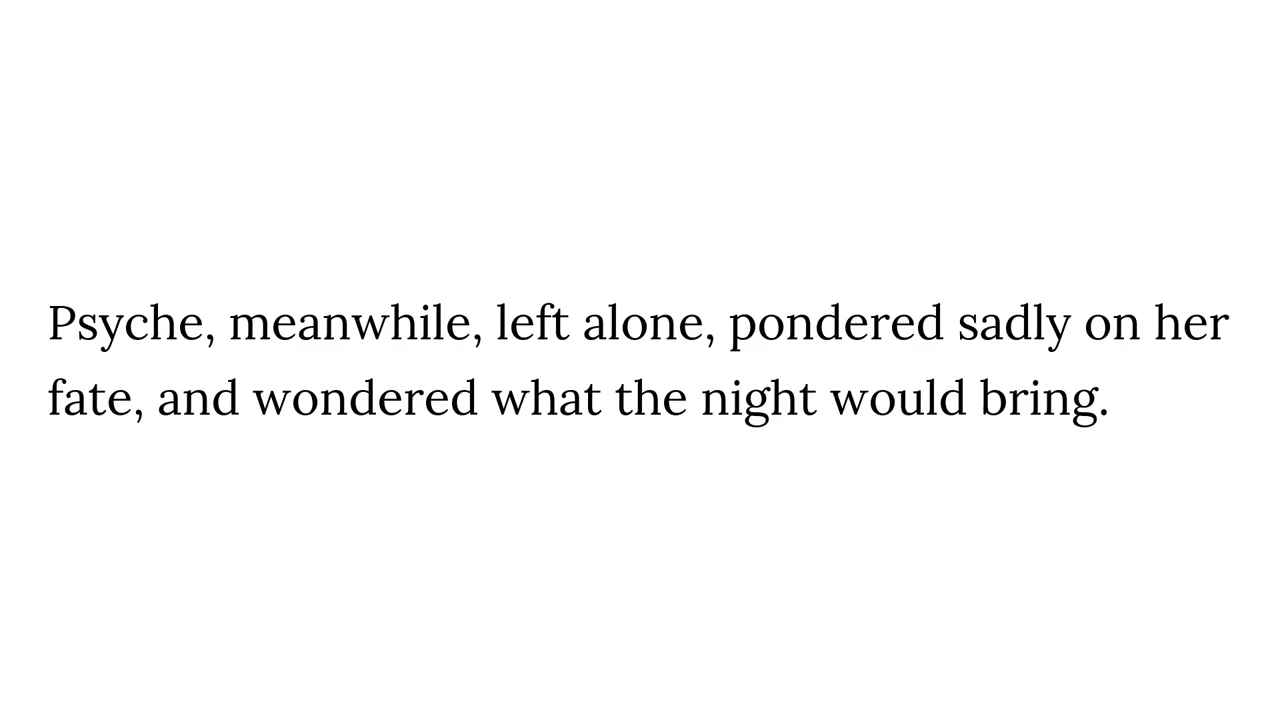 Psyche, meanwhile, left alone, pondered sadly on her
fate, and wondered what the night would bring.